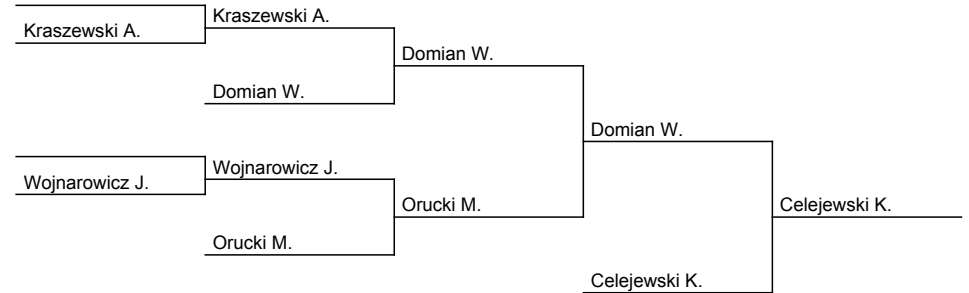 Kraszewski A.
Kraszewski A.
Domian W.
Domian W.
Domian W.
Wojnarowicz J.
Wojnarowicz J.
Orucki M.
Celejewski K.
Orucki M.
Celejewski K.